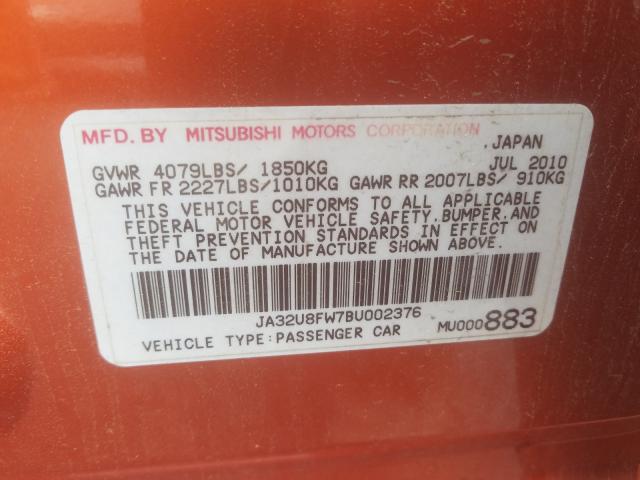 MFD. BY MITSUBISHI MOTORS CORPORATION
JAPAN
GVWR 4079LBS/ 1850KG JUL 2010
GAWR FR 2227LBS/1010KG GAWR RR 2007LBS/ 910KG
THIS VEHICLE CONFORMS TO ALL APPLICABLE
FEDERAL MOTOR VEHICLE SAFETY,BUMPER,AND
THEFT PREVENTION STANDARDS IN EFFECT ON
THE DATE OF MANUFACTURE SHOWN ABOVE.
JA32U8FW7BU002376
VEHICLE TYPE:PASSENGER CAR MU000883